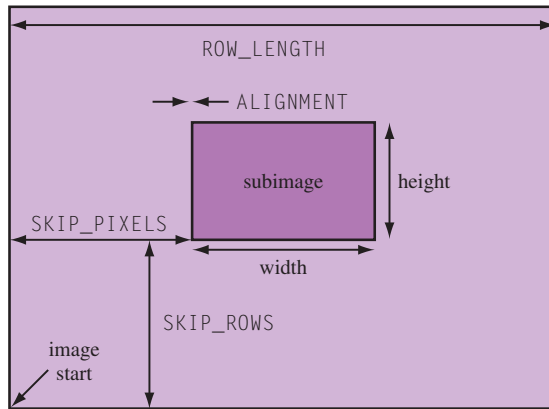 ROW_LENGTH
ALIGNMENT
subimage
height
SKIP_PIXELS
width
SKIP_ROWS
image
start